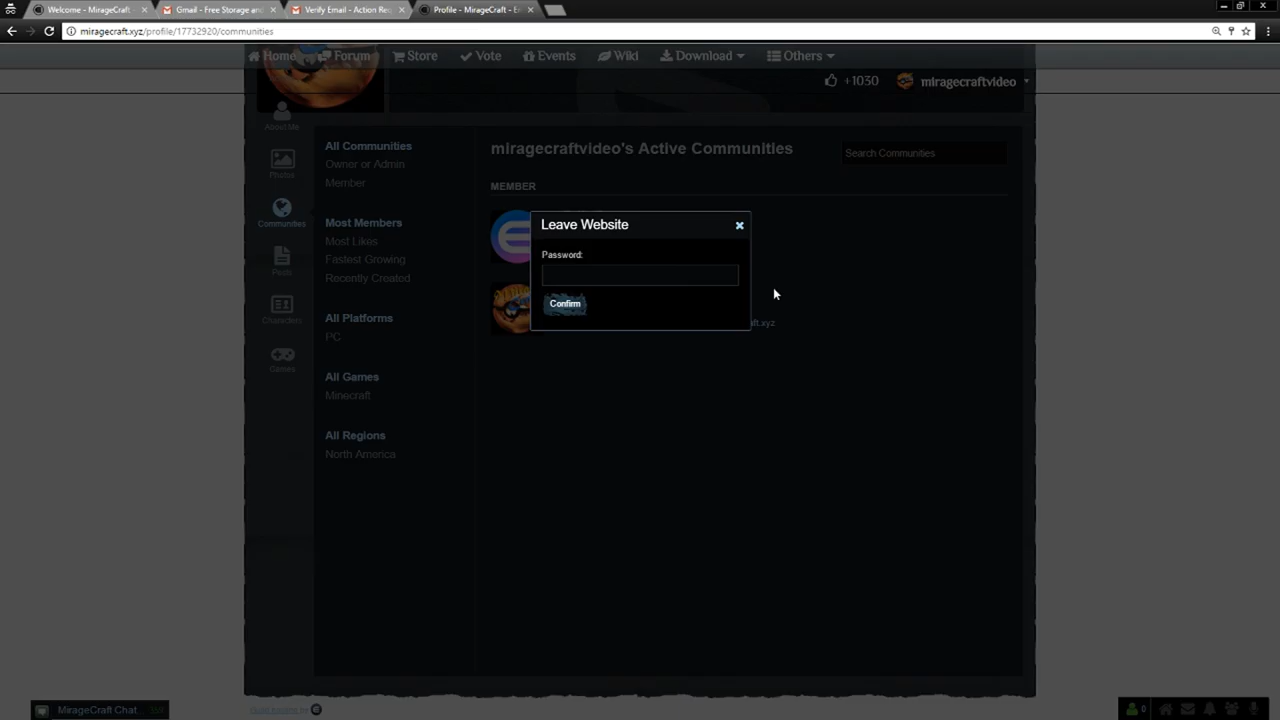 Welcome - MirageCraft
Gmail - Free Storage and
Verify Email - Action Re
Profile - MirageCraft - E
miragecraft.xyz/profile/17732920/communities
Home Forum Store Vote Events Wiki Download Others
+1030 miragecraftvideo
About Me
Photos
Communities
Posts
Characters
Games
All Communities
Owner or Admin
Member
Most Members
Most Likes
Fastest Growing
Recently Created
All Platforms
PC
All Games
Minecraft
All Regions
North America
miragecraftvideo's Active Communities
Search Communities
MEMBER
Leave Website
Password:
Confirm
aft.xyz
MirageCraft Chat...
0